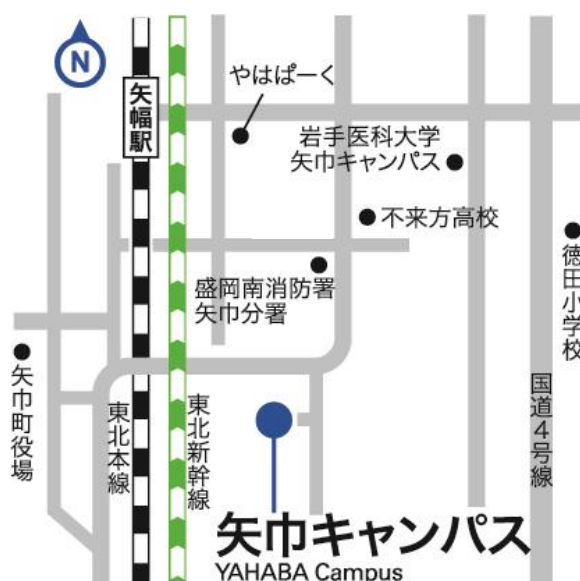 N
矢幅駅
やはぱーく
岩手医科大学
矢巾キャンパス
不来方高校
徳田小学校
盛岡南消防署
矢巾分署
矢巾町役場
東北本線
東北新幹線
国道4号線
矢巾キャンパス
YAHABA Campus